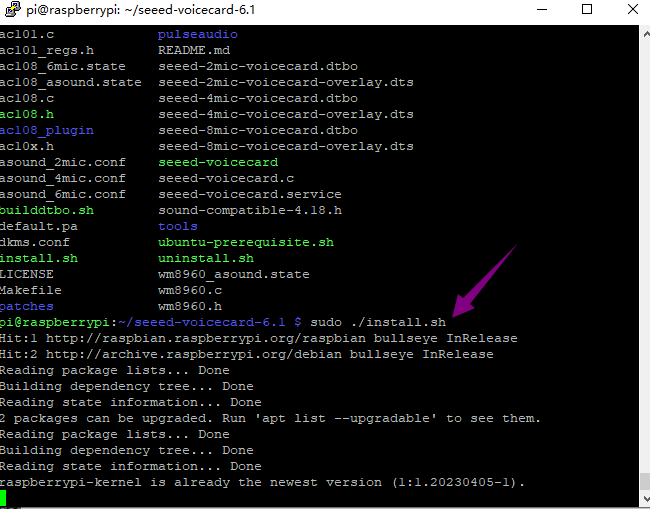 pi@raspberrypi: ~/seeed-voicecard-6.1
ac101.c pulseaudio
ac101_regs.h README.md
ac108_6mic.state seeed-2mic-voicecard.dtbo
ac108_asound.state seeed-2mic-voicecard-overlay.dts
ac108.c seeed-4mic-voicecard.dtbo
ac108.h seeed-4mic-voicecard-overlay.dts
ac108_plugin seeed-8mic-voicecard.dtbo
ac10x.h seeed-8mic-voicecard-overlay.dts
asound_2mic.conf seeed-voicecard
asound_4mic.conf seeed-voicecard.c
asound_6mic.conf seeed-voicecard.service
builddtbo.sh sound-compatible-4.18.h
default.pa tools
dkms.conf ubuntu-prerequisite.sh
install.sh uninstall.sh
LICENSE wm8960_asound.state
Makefile wm8960.c
patches wm8960.h
pi@raspberrypi:~/seeed-voicecard-6.1 $ sudo ./install.sh
Hit:1 http://raspbian.raspberrypi.org/raspbian bullseye InRelease
Hit:2 http://archive.raspberrypi.org/debian bullseye InRelease
Reading package lists... Done
Building dependency tree... Done
Reading state information... Done
2 packages can be upgraded. Run 'apt list --upgradable' to see them.
Reading package lists... Done
Building dependency tree... Done
Reading state information... Done
raspberrypi-kernel is already the newest version (1:1.20230405-1).